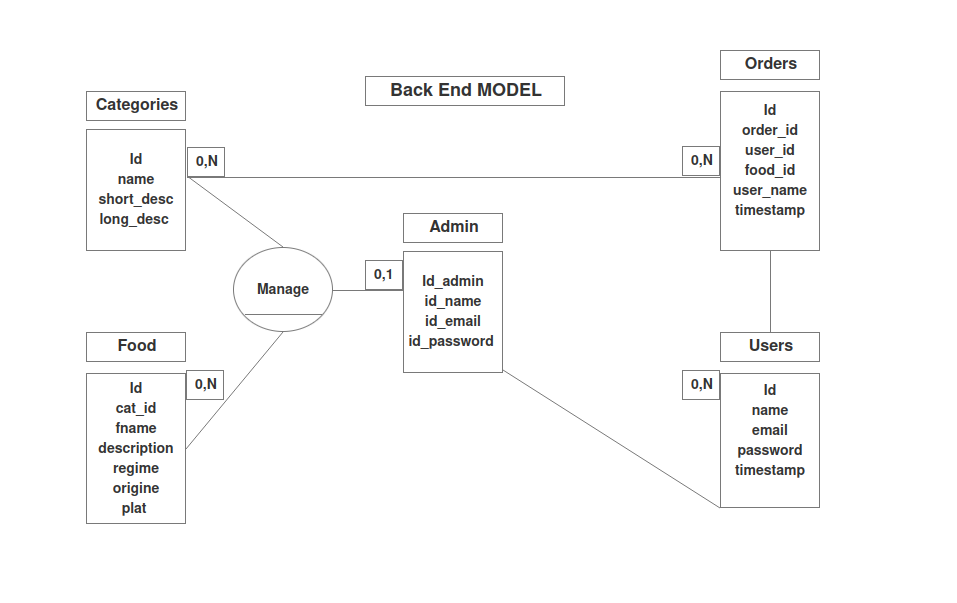 Back End MODEL
Categories
Id
name
short_desc
long_desc
0,N
Orders
Id
order_id
user_id
food_id
user_name
timestamp
0,N
Manage
0,1
Admin
Id_admin
id_name
id_email
id_password
Food
Id
cat_id
fname
description
regime
origine
plat
0,N
Users
Id
name
email
password
timestamp
0,N